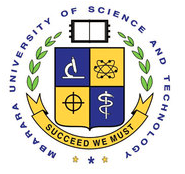 MBARARA UNIVERSITY OF SCIENCE AND TECHNOLOGY
SUCCEED WE MUST